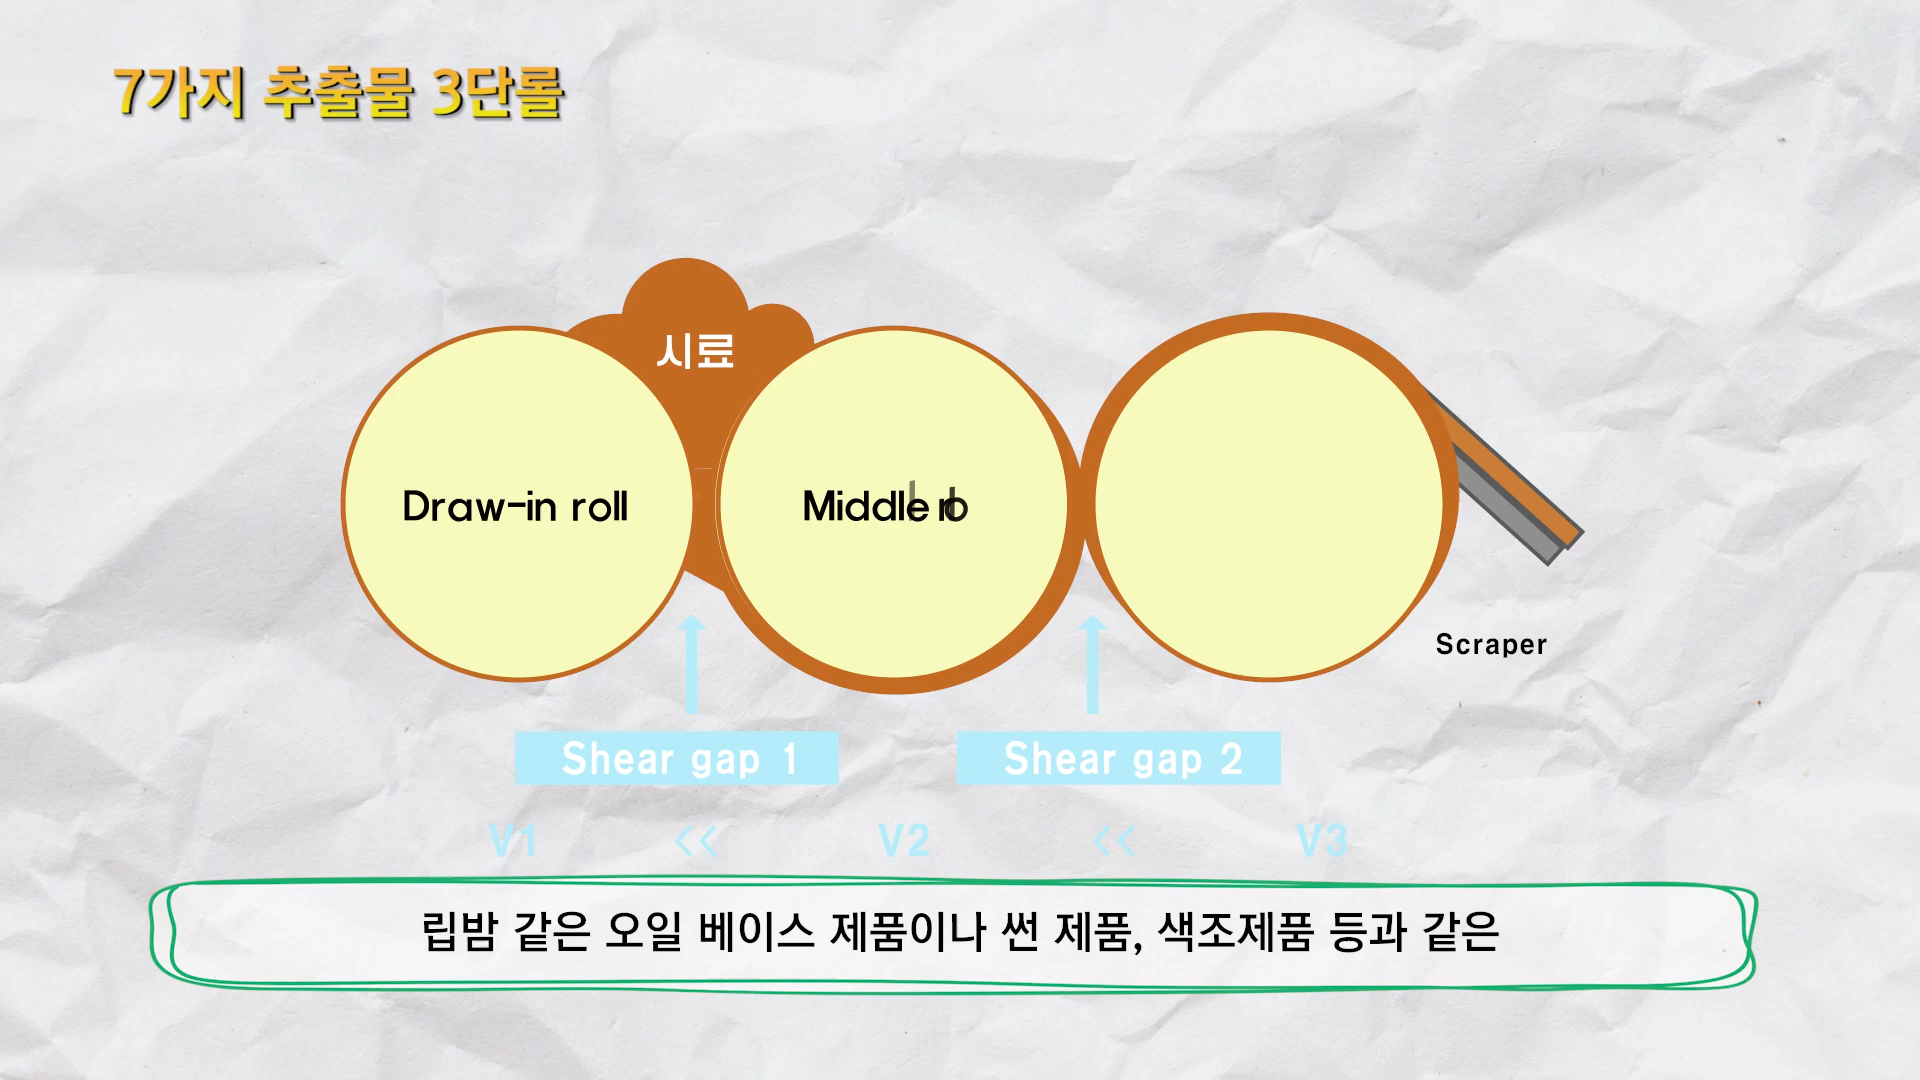 7가지 추출물 3단롤
시료
Draw-in roll
Middle
Scraper
Shear gap 1
Shear gap 2
V1 << V2 << V3
립밤 같은 오일 베이스 제품이나 썬 제품, 색조제품 등과 같은